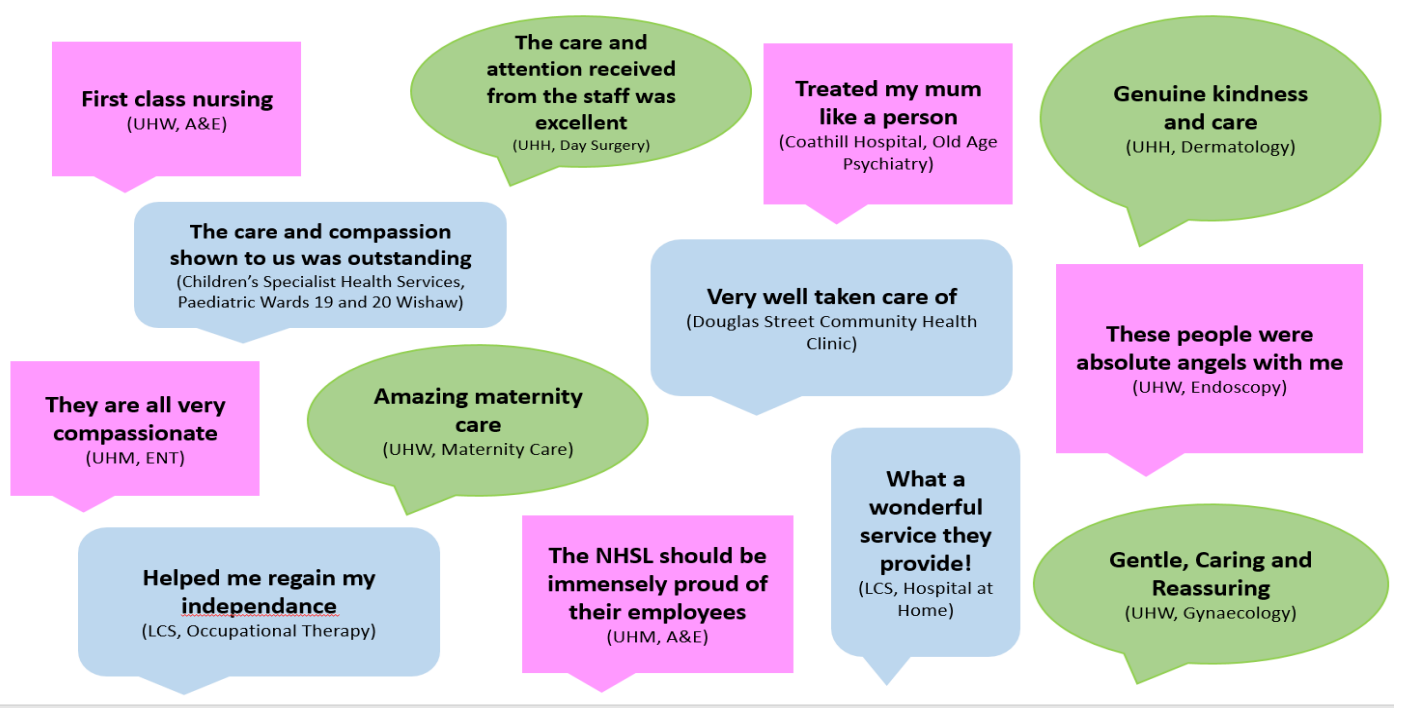 First class nursing
(UHW, A&E)
The care and
attention received
from the staff was
excellent
(UHH, Day Surgery)
Treated my mum
like a person
(Coathill Hospital, Old Age
Psychiatry)
Genuine kindness
and care
(UHH, Dermatology)
The care and compassion
shown to us was outstanding
(Children’s Specialist Health Services,
Paediatric Wards 19 and 20 Wishaw)
Very well taken care of
(Douglas Street Community Health
Clinic)
These people were
absolute angels with me
(UHW, Endoscopy)
They are all very
compassionate
(UHM, ENT)
Amazing maternity
care
(UHW, Maternity Care)
What a
wonderful
service they
provide!
(LCS, Hospital at
Home)
Helped me regain my
independance
(LCS, Occupational Therapy)
The NHSL should be
immensely proud of
their employees
(UHM, A&E)
Gentle, Caring and
Reassuring
(UHW, Gynaecology)